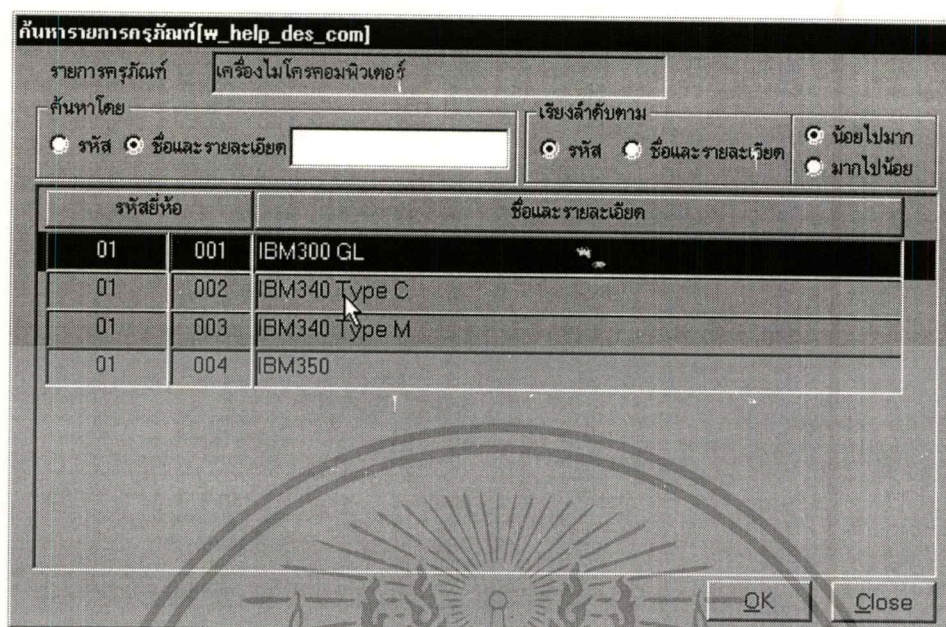 ค้นหารายการครุภัณฑ์[w_help_des_com]
รายการครุภัณฑ์ เครื่องไมโครคอมพิวเตอร์
ค้นหาโดย
รหัส ชื่อและรายละเอียด
เรียงลำดับตาม
รหัส ชื่อและรายละเอียด
น้อยไปมาก
มากไปน้อย
รหัสยี่ห้อ ชื่อและรายละเอียด
01 001 IBM300 GL
01 002 IBM340 Type C
01 003 IBM340 Type M
01 004 IBM350
OK Close